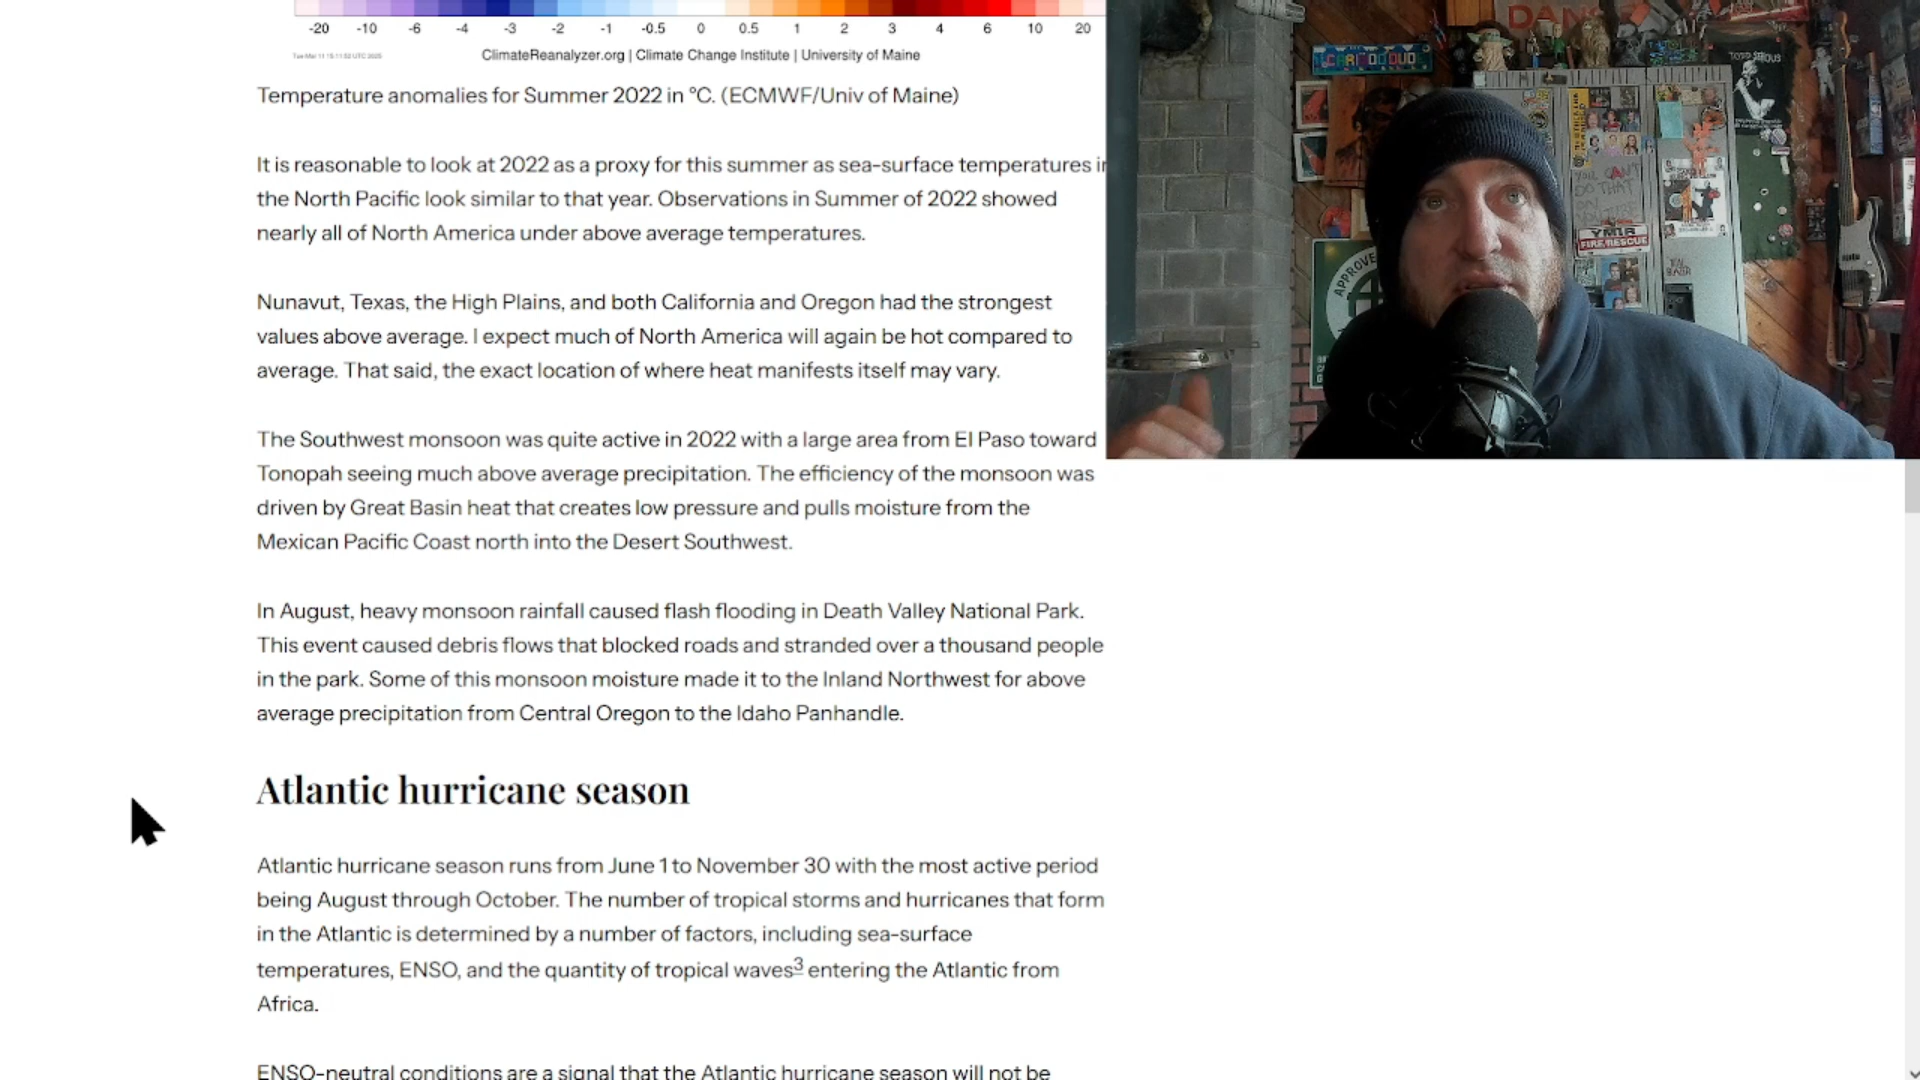 -20 -10 -6 -4 -3 -2 -1 -0.5 0 0.5 1 2 3 4 6 10 20
ClimateReanalyzer.org | Climate Change Institute | University of Maine
Temperature anomalies for Summer 2022 in °C. (ECMWF/Univ of Maine)
It is reasonable to look at 2022 as a proxy for this summer as sea-surface temperatures in
the North Pacific look similar to that year. Observations in Summer of 2022 showed
nearly all of North America under above average temperatures.
Nunavut, Texas, the High Plains, and both California and Oregon had the strongest
values above average. I expect much of North America will again be hot compared to
average. That said, the exact location of where heat manifests itself may vary.
The Southwest monsoon was quite active in 2022 with a large area from El Paso toward
Tonopah seeing much above average precipitation. The efficiency of the monsoon was
driven by Great Basin heat that creates low pressure and pulls moisture from the
Mexican Pacific Coast north into the Desert Southwest.
In August, heavy monsoon rainfall caused flash flooding in Death Valley National Park.
This event caused debris flows that blocked roads and stranded over a thousand people
in the park. Some of this monsoon moisture made it to the Inland Northwest for above
average precipitation from Central Oregon to the Idaho Panhandle.
Atlantic hurricane season
Atlantic hurricane season runs from June 1 to November 30 with the most active period
being August through October. The number of tropical storms and hurricanes that form
in the Atlantic is determined by a number of factors, including sea-surface
temperatures, ENSO, and the quantity of tropical waves3 entering the Atlantic from
Africa.
ENSO-neutral conditions are a signal that the Atlantic hurricane season will not be
CARIBOO DUDE
YOU CAN'T
DO THAT
YMIR
FIRE/RESCUE
APPROVE